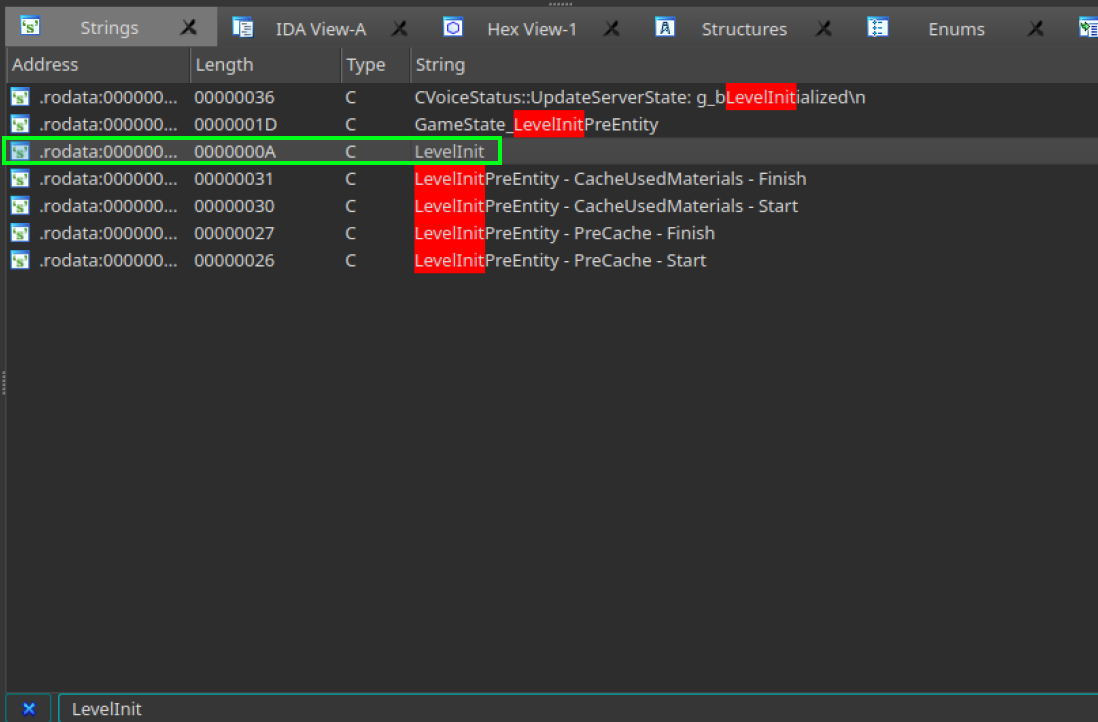 Strings IDA View-A Hex View-1 Structures Enums
Address Length Type String
.rodata:000000... 00000036 C CVoiceStatus::UpdateServerState: g_bLevelInitialized\n
.rodata:000000... 0000001D C GameState_LevelInitPreEntity
.rodata:000000... 0000000A C LevelInit
.rodata:000000... 00000031 C LevelInitPreEntity - CacheUsedMaterials - Finish
.rodata:000000... 00000030 C LevelInitPreEntity - CacheUsedMaterials - Start
.rodata:000000... 00000027 C LevelInitPreEntity - PreCache - Finish
.rodata:000000... 00000026 C LevelInitPreEntity - PreCache - Start
LevelInit